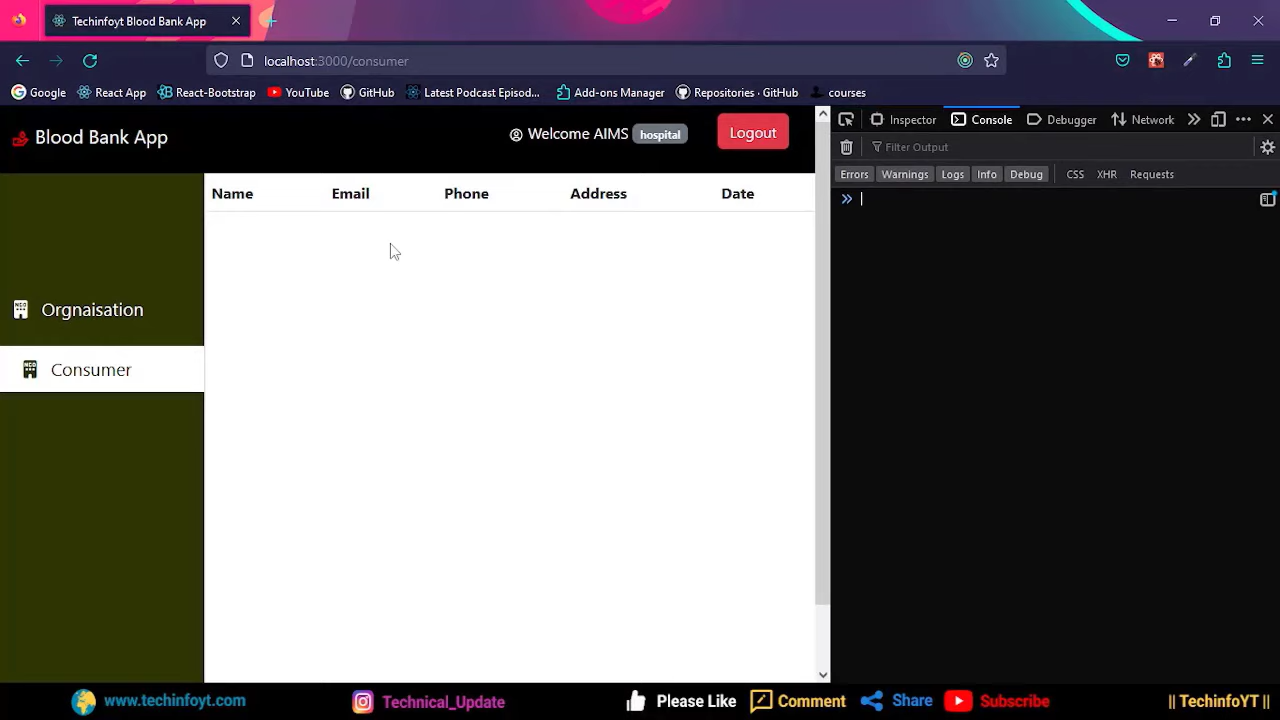 Techinfoyt Blood Bank App
localhost:3000/consumer
Google React App React-Bootstrap YouTube GitHub Latest Podcast Episod... Add-ons Manager Repositories · GitHub courses
Blood Bank App
Welcome AIMS hospital
Logout
Inspector Console Debugger Network
Filter Output
Errors Warnings Logs Info Debug CSS XHR Requests
Name Email Phone Address Date
Orgnaisation
Consumer
www.techinfoyt.com Technical_Update Please Like Comment Share Subscribe || TechinfoYT ||